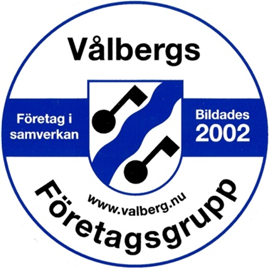 Vålbergs
Företag i
samverkan
Bildades
2002
www.valberg.nu
Företagsgrupp